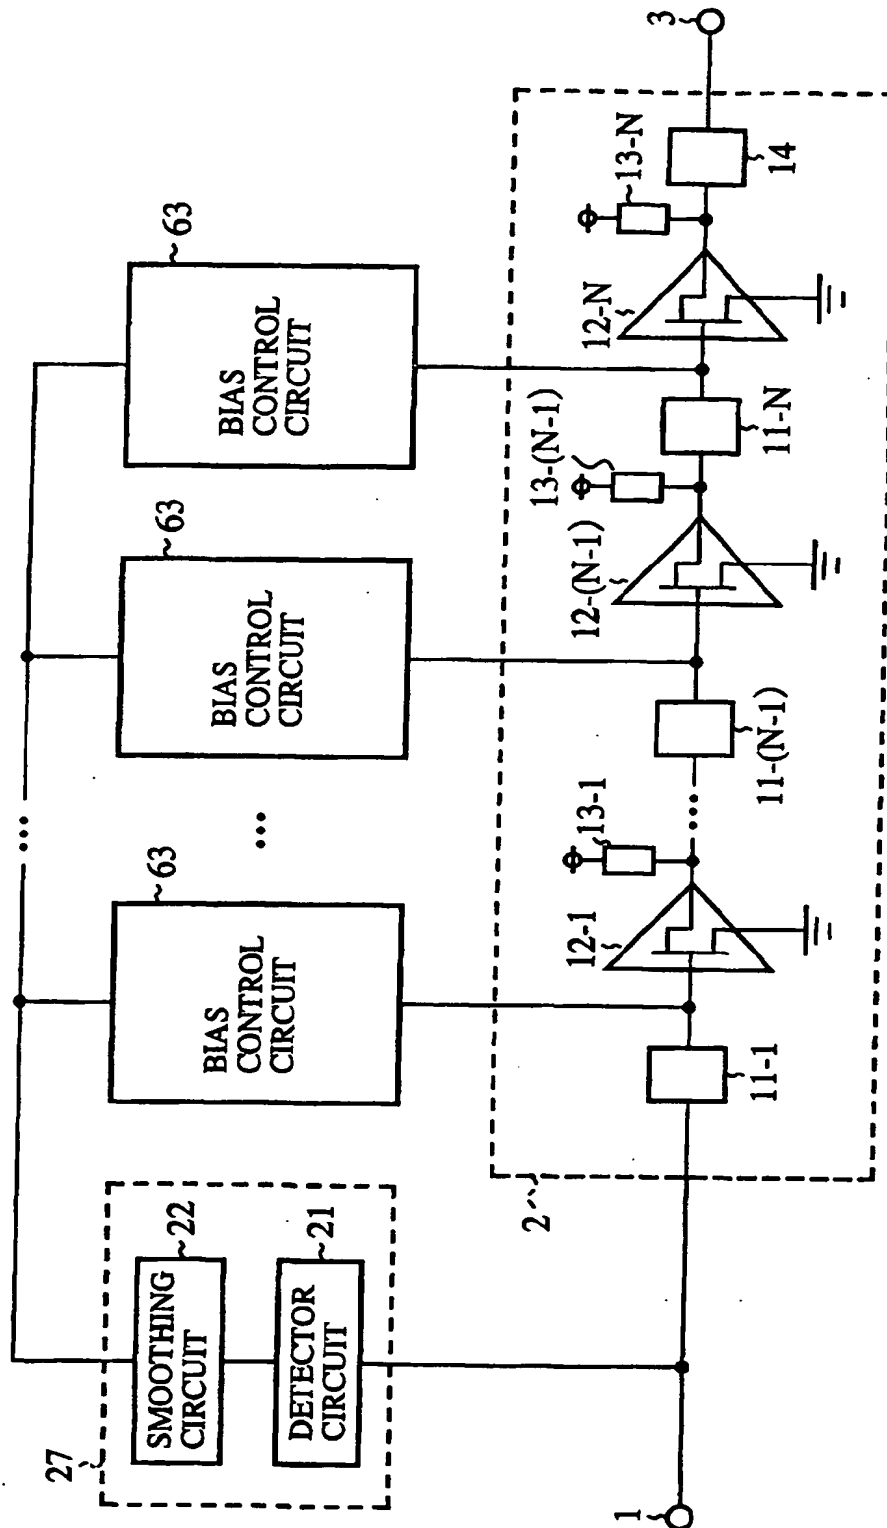 63
BIAS
CONTROL
CIRCUIT
63
BIAS
CONTROL
CIRCUIT
...
...
63
BIAS
CONTROL
CIRCUIT
27
22
SMOOTHING
CIRCUIT
21
DETECTOR
CIRCUIT
1
2
11-1
12-1
13-1
...
11-(N-1)
12-(N-1)
13-(N-1)
11-N
12-N
13-N
14
3